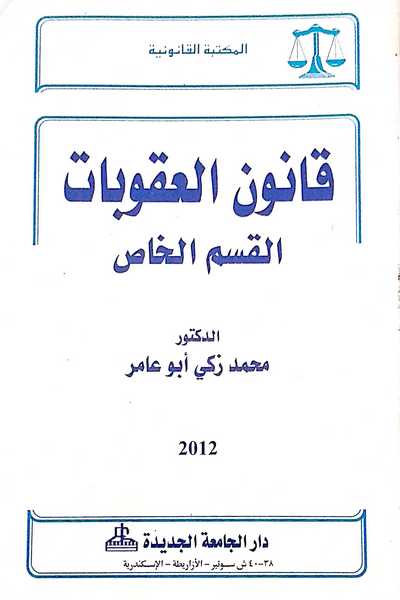 المكتبة القانونية
قانون العقوبات
القسم الخاص
الدكتور
محمد زكي أبو عامر
2012
دار الجامعة الجديدة
٣٨-٤٠ ش سوتير - الأزاريطة - الإسكندرية